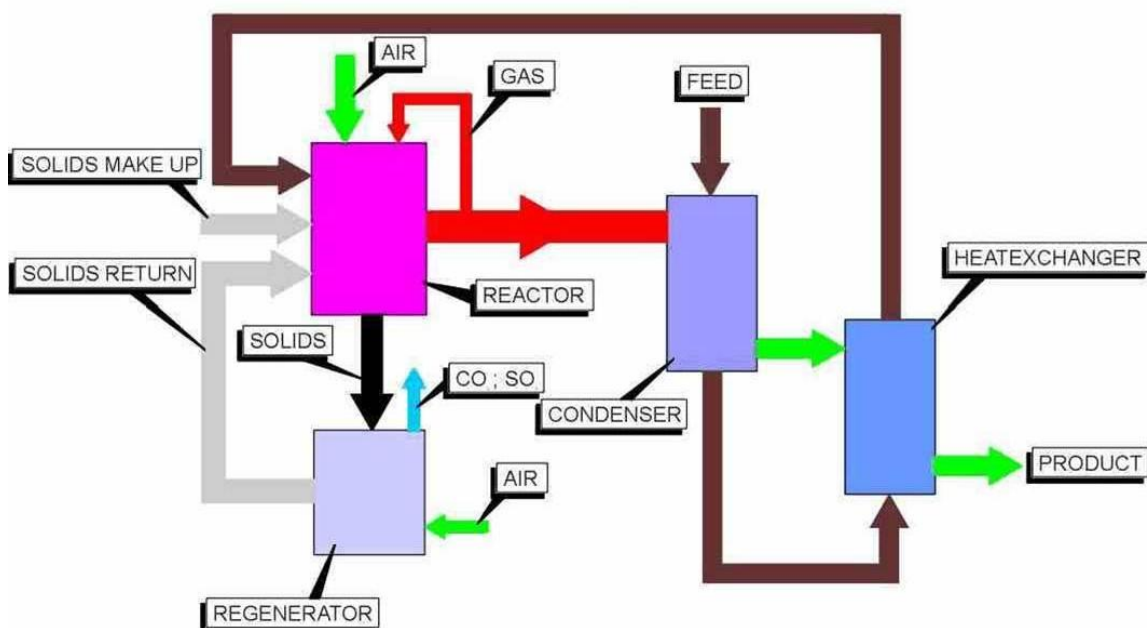 AIR
GAS
FEED
SOLIDS MAKE UP
SOLIDS RETURN
HEATEXCHANGER
REACTOR
SOLIDS
CO ; SO
CONDENSER
PRODUCT
AIR
REGENERATOR